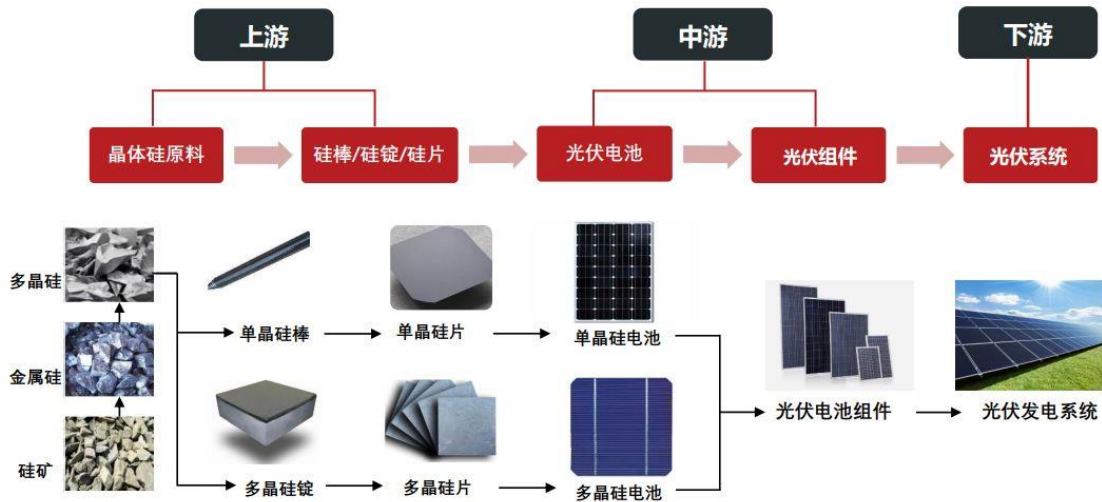 上游
中游
下游
晶体硅原料
硅棒/硅锭/硅片
光伏电池
光伏组件
光伏系统
多晶硅
单晶硅棒
单晶硅片
单晶硅电池
金属硅
光伏电池组件
光伏发电系统
硅矿
多晶硅锭
多晶硅片
多晶硅电池